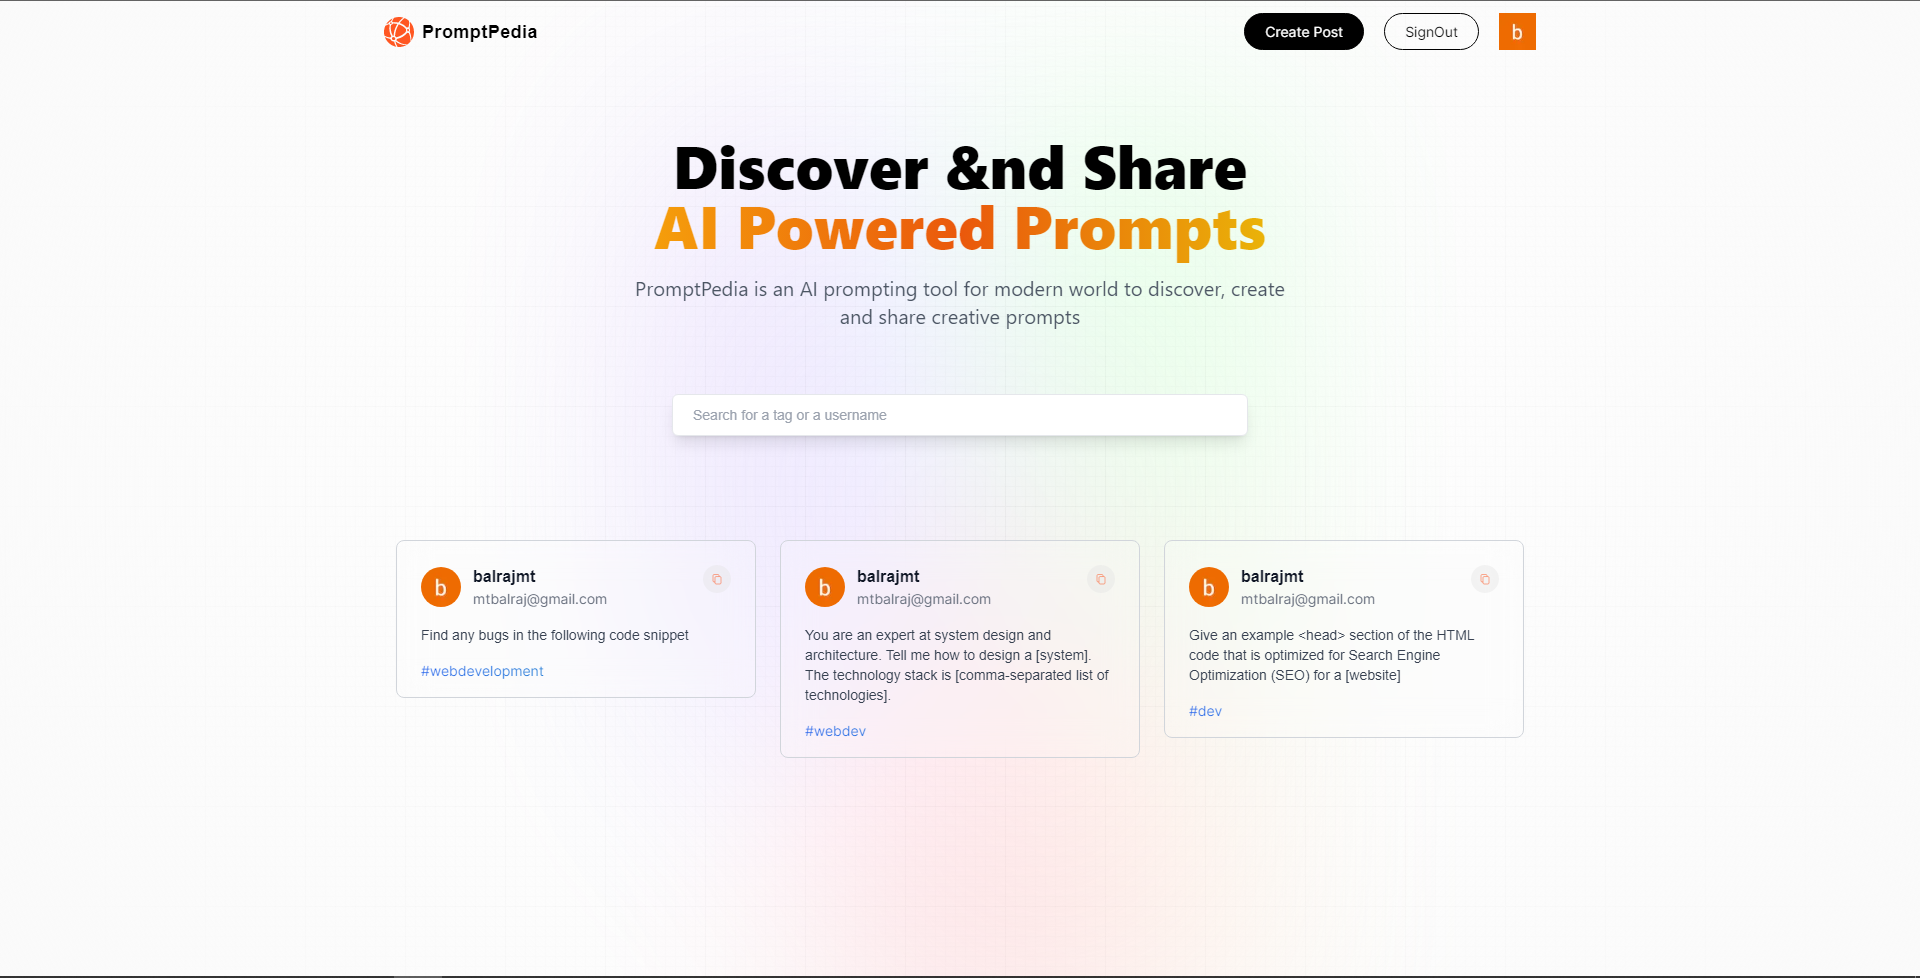 PromptPedia
Create Post
SignOut
b
Discover &nd Share
AI Powered Prompts
PromptPedia is an AI prompting tool for modern world to discover, create
and share creative prompts
Search for a tag or a username
b
balrajmt
mtbalraj@gmail.com
Find any bugs in the following code snippet
#webdevelopment
b
balrajmt
mtbalraj@gmail.com
You are an expert at system design and
architecture. Tell me how to design a [system].
The technology stack is [comma-separated list of
technologies].
#webdev
b
balrajmt
mtbalraj@gmail.com
Give an example <head> section of the HTML
code that is optimized for Search Engine
Optimization (SEO) for a [website]
#dev